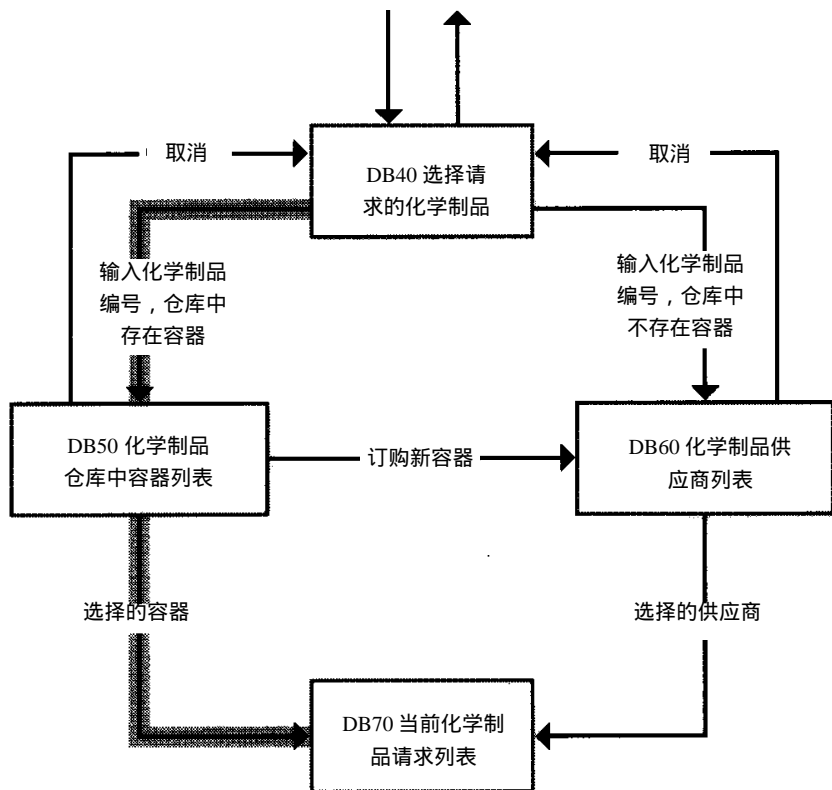 DB40 选择请
求的化学制品
取消
取消
输入化学制品
编号，仓库中
存在容器
输入化学制品
编号，仓库中
不存在容器
DB50 化学制品
仓库中容器列表
订购新容器
DB60 化学制品供
应商列表
选择的容器
选择的供应商
DB70 当前化学制
品请求列表